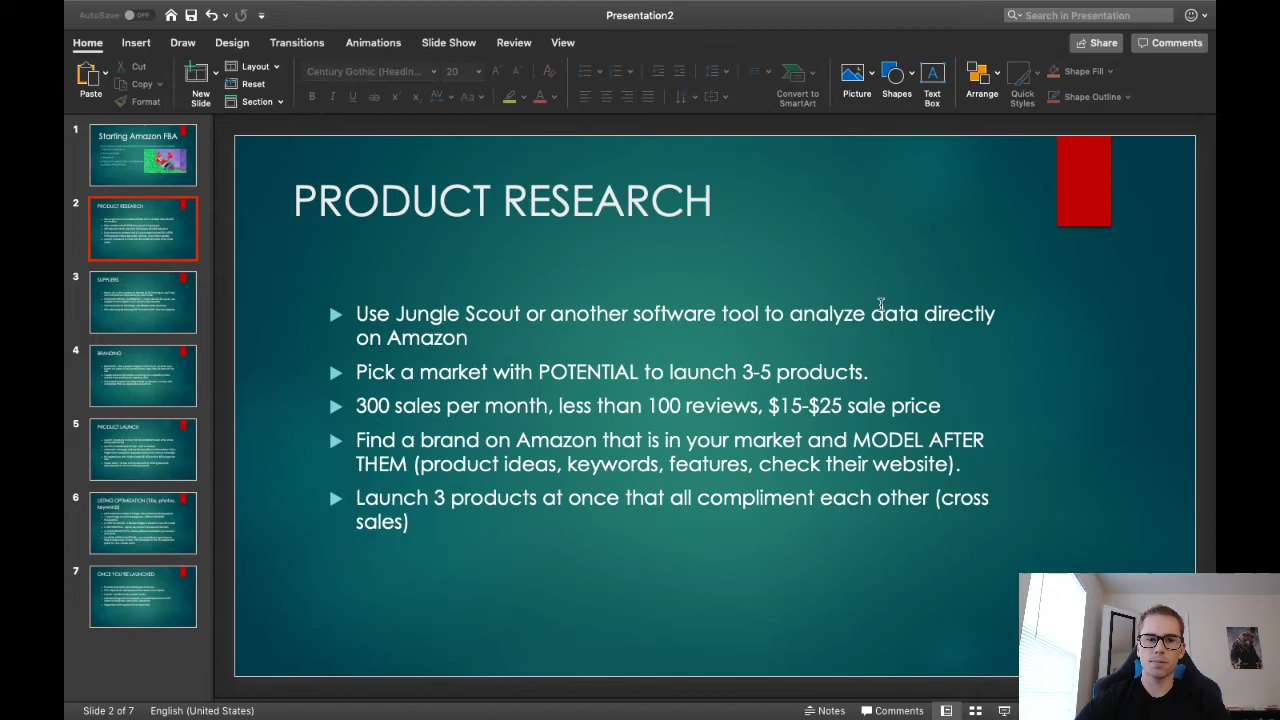 AutoSave OFF
Presentation2
Search in Presentation
Home Insert Draw Design Transitions Animations Slide Show Review View
Share Comments
Paste
Cut
Copy
Format
New
Slide
Layout
Reset
Section
Century Gothic (Headin... 20
Convert to
SmartArt
Picture Shapes Text
Box
Arrange Quick
Styles
Shape Fill
Shape Outline
1
Starting Amazon FBA
2
PRODUCT RESEARCH
3
SUPPLIERS
4
BRANDING
5
PRODUCT LAUNCH
6
LISTING OPTIMIZATION (Title, photos,
keywords)
7
ONCE YOU'RE LAUNCHED
PRODUCT RESEARCH
Use Jungle Scout or another software tool to analyze data directly
on Amazon
Pick a market with POTENTIAL to launch 3-5 products.
300 sales per month, less than 100 reviews, $15-$25 sale price
Find a brand on Amazon that is in your market and MODEL AFTER
THEM (product ideas, keywords, features, check their website).
Launch 3 products at once that all compliment each other (cross
sales)
Slide 2 of 7 English (United States)
Notes Comments